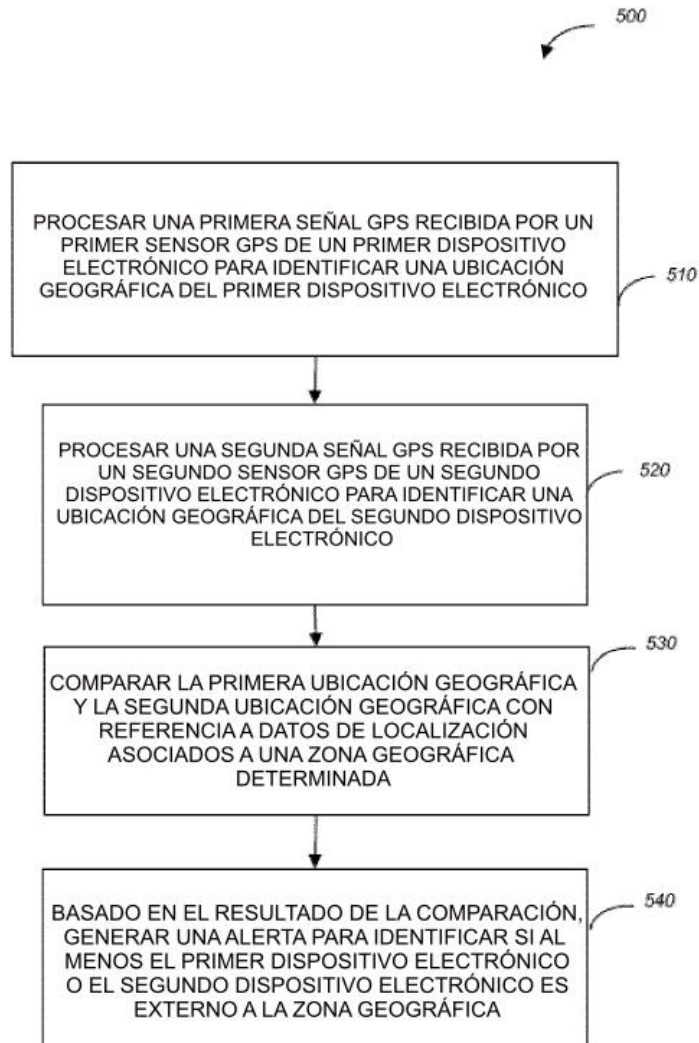 500
PROCESAR UNA PRIMERA SEÑAL GPS RECIBIDA POR UN
PRIMER SENSOR GPS DE UN PRIMER DISPOSITIVO
ELECTRÓNICO PARA IDENTIFICAR UNA UBICACIÓN
GEOGRÁFICA DEL PRIMER DISPOSITIVO ELECTRÓNICO
510
PROCESAR UNA SEGUNDA SEÑAL GPS RECIBIDA POR
UN SEGUNDO SENSOR GPS DE UN SEGUNDO
DISPOSITIVO ELECTRÓNICO PARA IDENTIFICAR UNA
UBICACIÓN GEOGRÁFICA DEL SEGUNDO DISPOSITIVO
ELECTRÓNICO
520
COMPARAR LA PRIMERA UBICACIÓN GEOGRÁFICA
Y LA SEGUNDA UBICACIÓN GEOGRÁFICA CON
REFERENCIA A DATOS DE LOCALIZACIÓN
ASOCIADOS A UNA ZONA GEOGRÁFICA
DETERMINADA
530
BASADO EN EL RESULTADO DE LA COMPARACIÓN,
GENERAR UNA ALERTA PARA IDENTIFICAR SI AL
MENOS EL PRIMER DISPOSITIVO ELECTRÓNICO
O EL SEGUNDO DISPOSITIVO ELECTRÓNICO ES
EXTERNO A LA ZONA GEOGRÁFICA
540